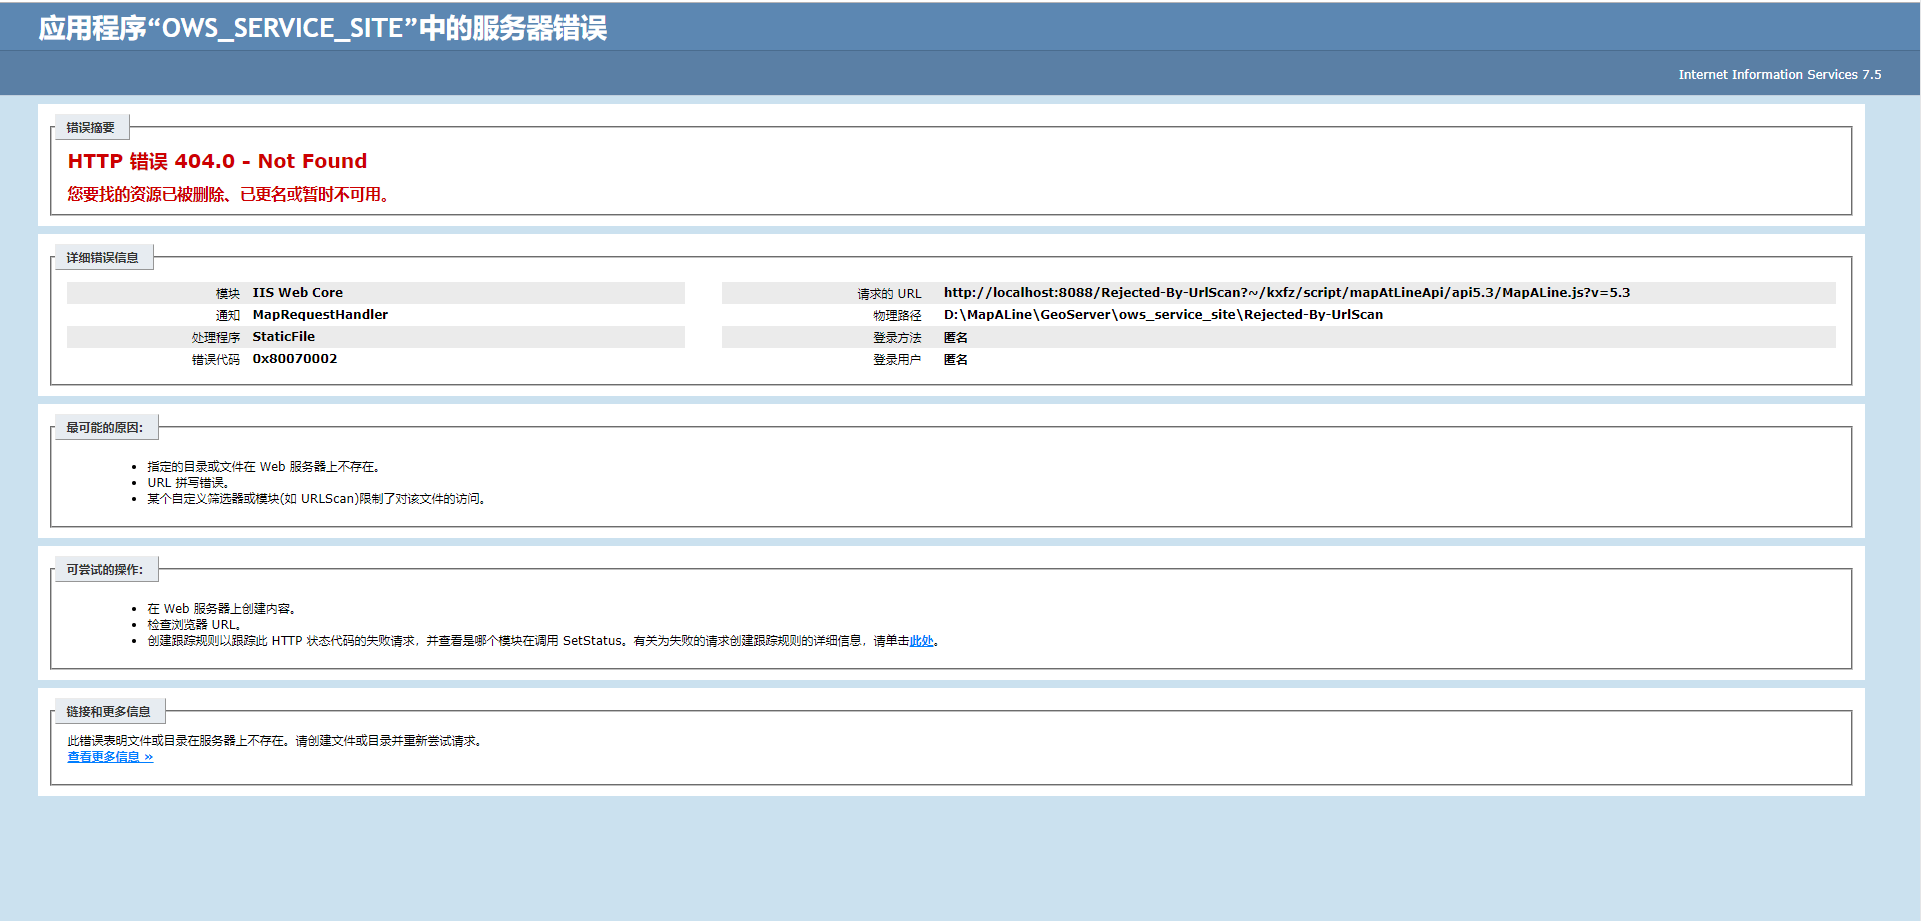 应用程序“OWS_SERVICE_SITE”中的服务器错误
Internet Information Services 7.5
错误摘要
HTTP 错误 404.0 - Not Found
您要找的资源已被删除、已更名或暂时不可用。
详细错误信息
模块 IIS Web Core
通知 MapRequestHandler
处理程序 StaticFile
错误代码 0x80070002
请求的 URL http://localhost:8088/Rejected-By-UrlScan?~/kxfz/script/mapAtLineApi/api5.3/MapALine.js?v=5.3
物理路径 D:\MapALine\GeoServer\ows_service_site\Rejected-By-UrlScan
登录方法 匿名
登录用户 匿名
最可能的原因:
指定的目录或文件在 Web 服务器上不存在。
URL 拼写错误。
某个自定义筛选器或模块(如 URLScan)限制了对该文件的访问。
可尝试的操作:
在 Web 服务器上创建内容。
检查浏览器 URL。
创建跟踪规则以跟踪此 HTTP 状态代码的失败请求，并查看是哪个模块在调用 SetStatus。有关为失败的请求创建跟踪规则的详细信息，请单击此处。
链接和更多信息
此错误表明文件或目录在服务器上不存在。请创建文件或目录并重新尝试请求。
查看更多信息 »